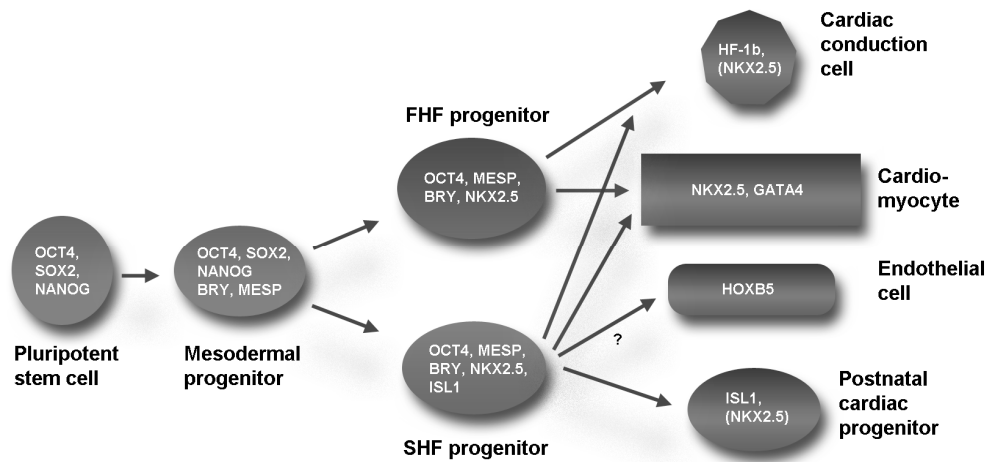 Cardiac
conduction
cell
HF-1b,
(NKX2.5)
FHF progenitor
OCT4, MESP,
BRY, NKX2.5
NKX2.5, GATA4
Cardio-
myocyte
OCT4,
SOX2,
NANOG
Pluripotent
stem cell
OCT4, SOX2,
NANOG
BRY, MESP
Mesodermal
progenitor
HOXB5
Endothelial
cell
?
OCT4, MESP,
BRY, NKX2.5,
ISL1
SHF progenitor
ISL1,
(NKX2.5)
Postnatal
cardiac
progenitor